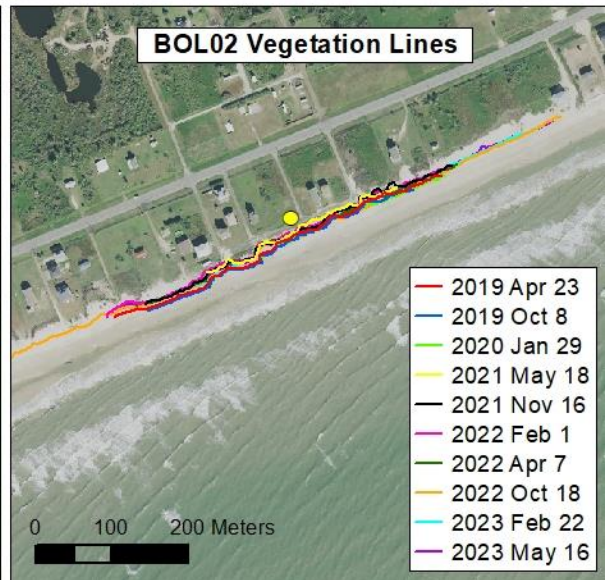 BOL02 Vegetation Lines
2019 Apr 23
2019 Oct 8
2020 Jan 29
2021 May 18
2021 Nov 16
2022 Feb 1
2022 Apr 7
2022 Oct 18
2023 Feb 22
2023 May 16
0 100 200 Meters